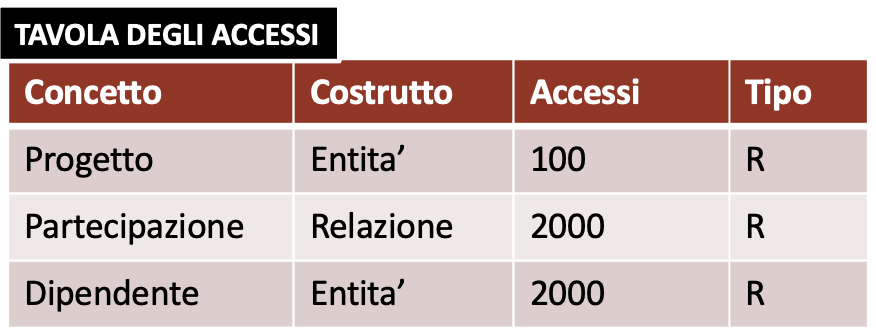 TAVOLA DEGLI ACCESSI
Concetto Costrutto Accessi Tipo
Progetto Entita’ 100 R
Partecipazione Relazione 2000 R
Dipendente Entita’ 2000 R